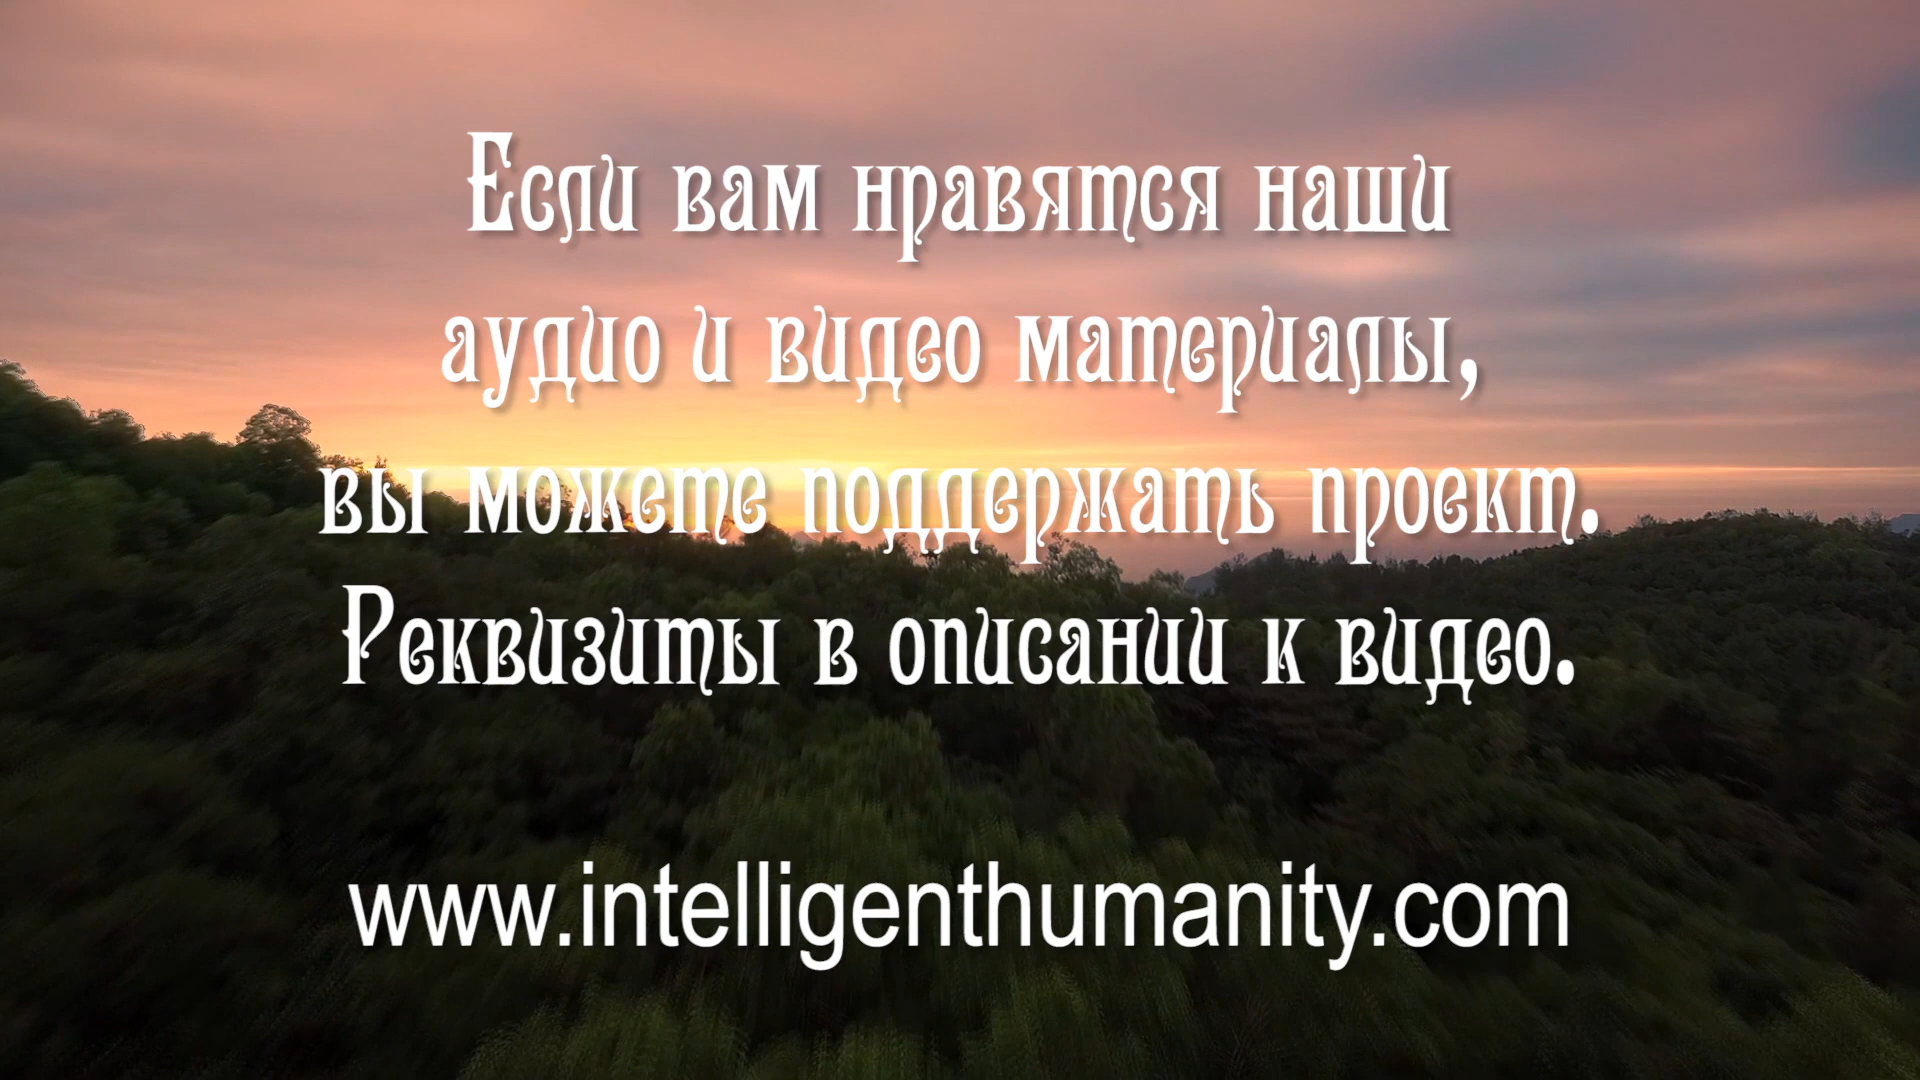 Если вам нравятся наши
аудио и видео материалы,
вы можете поддержать проект.
Реквизиты в описании к видео.
www.intelligenthumanity.com